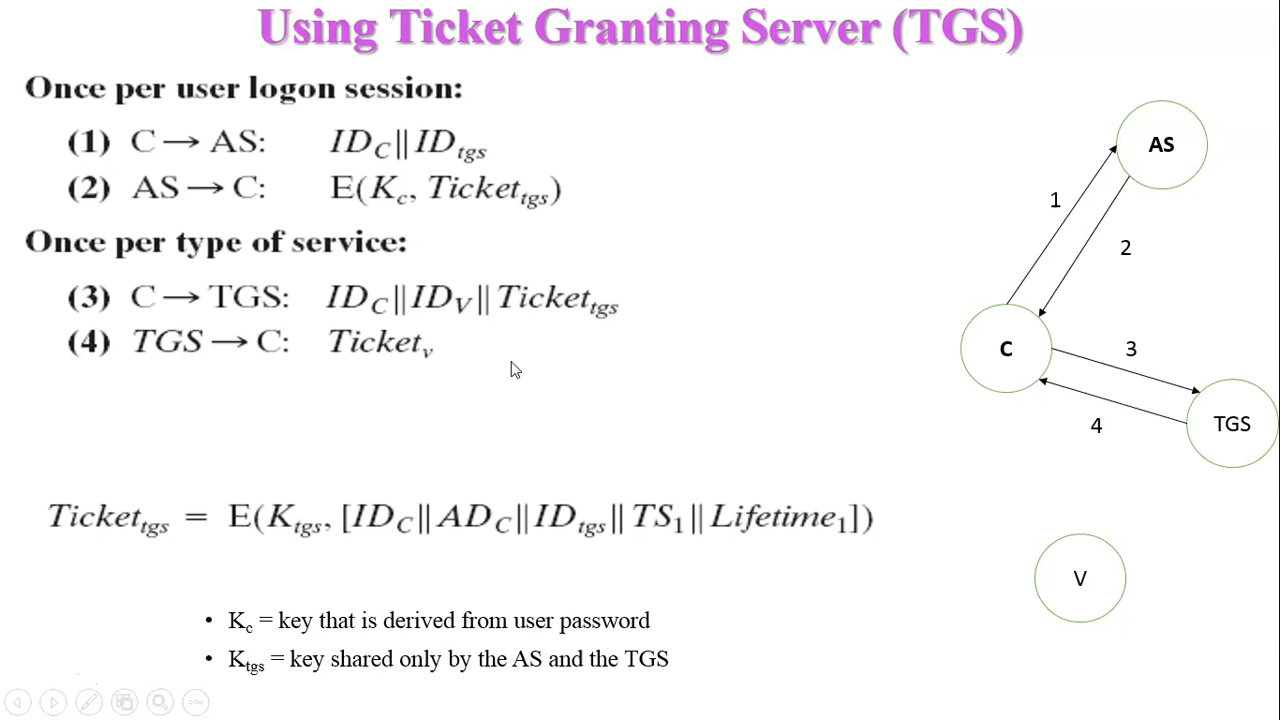 Using Ticket Granting Server (TGS)
Once per user logon session:
(1) C → AS: ID_C || ID_tgs
(2) AS → C: E(K_c, Ticket_tgs)
Once per type of service:
(3) C → TGS: ID_C || ID_V || Ticket_tgs
(4) TGS → C: Ticket_v
Ticket_tgs = E(K_tgs, [ID_C || AD_C || ID_tgs || TS_1 || Lifetime_1])
• K_c = key that is derived from user password
• K_tgs = key shared only by the AS and the TGS
AS
1
2
C
3
4
TGS
V